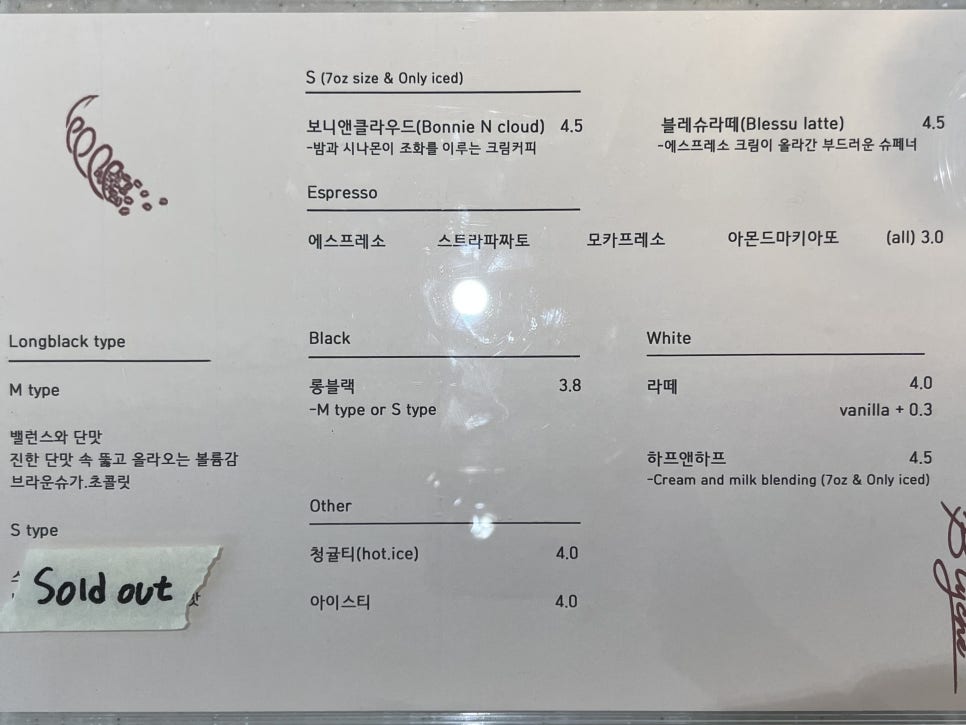 S (7oz size & Only iced)
보니앤클라우드(Bonnie N cloud) 4.5
-밤과 시나몬이 조화를 이루는 크림커피
블레슈라떼(Blessu latte) 4.5
-에스프레소 크림이 올라간 부드러운 슈페너
Espresso
에스프레소 스트라파짜토 모카프레소 아몬드마키아또 (all) 3.0
Longblack type
M type
밸런스와 단맛
진한 단맛 속 뚫고 올라오는 볼륨감
브라운슈가.초콜릿
S type
Sold out
Black
롱블랙 3.8
-M type or S type
Other
청귤티(hot.ice) 4.0
아이스티 4.0
White
라떼 4.0
vanilla + 0.3
하프앤하프 4.5
-Cream and milk blending (7oz & Only iced)